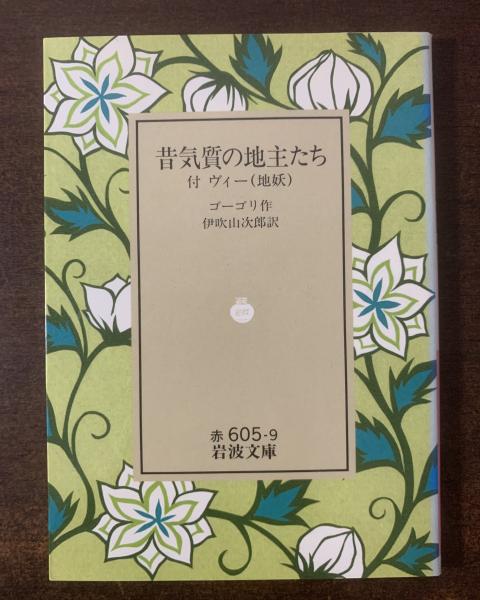 昔気質の地主たち
付 ヴィー(地妖)
ゴーゴリ作
伊吹山次郎訳
赤 605-9
岩波文庫